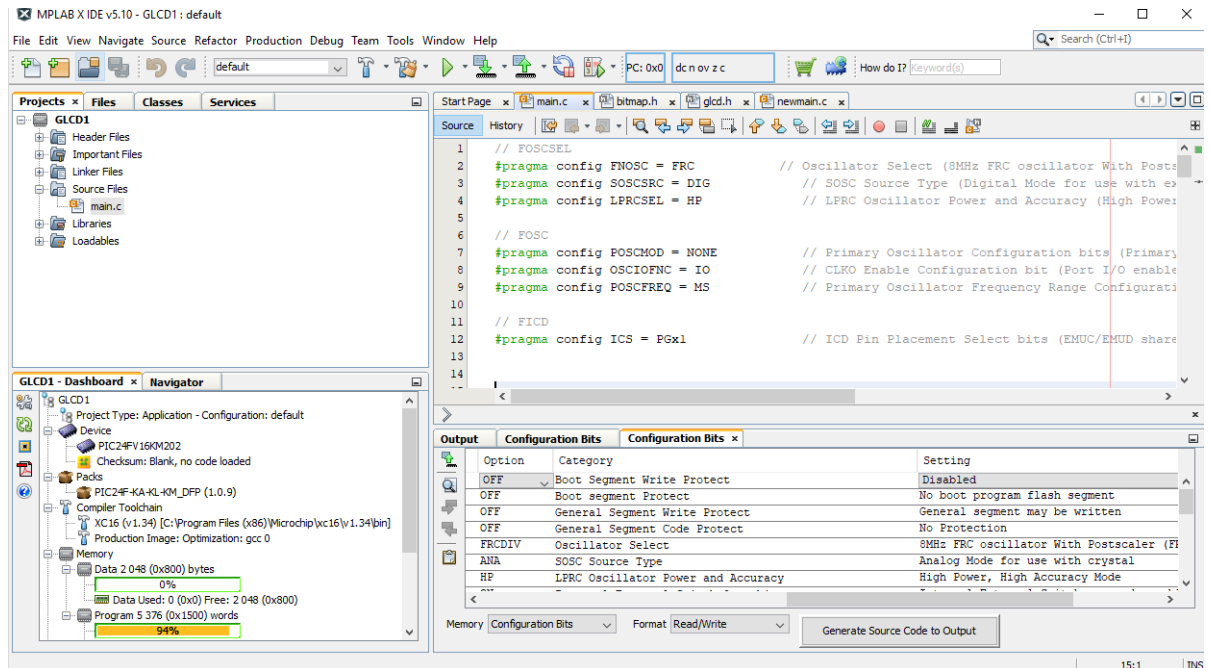 MPLAB X IDE v5.10 - GLCD1 : default
File Edit View Navigate Source Refactor Production Debug Team Tools Window Help
Search (Ctrl+I)
default
PC: 0x0
dc n ov z c
How do I?
Keyword(s)
Projects x Files Classes Services
GLCD1
Header Files
Important Files
Linker Files
Source Files
main.c
Libraries
Loadables
GLCD1 - Dashboard x Navigator
GLCD1
Project Type: Application - Configuration: default
Device
PIC24FV16KM202
Checksum: Blank, no code loaded
Packs
PIC24F-KA-KL-KM_DFP (1.0.9)
Compiler Toolchain
XC16 (v1.34) [C:\Program Files (x86)\Microchip\xc16\v1.34\bin]
Production Image: Optimization: gcc 0
Memory
Data 2 048 (0x800) bytes
0%
Data Used: 0 (0x0) Free: 2 048 (0x800)
Program 5 376 (0x1500) words
94%
Start Page x main.c x bitmap.h x glcd.h x newmain.c x
Source History
1 // FOSCSEL
2 #pragma config FNOSC = FRC // Oscillator Select (8MHz FRC oscillator With Posts
3 #pragma config SOSCSRC = DIG // SOSC Source Type (Digital Mode for use with ex
4 #pragma config LPRCSEL = HP // LPRC Oscillator Power and Accuracy (High Power
5
6 // FOSC
7 #pragma config POSCMOD = NONE // Primary Oscillator Configuration bits (Primary
8 #pragma config OSCIOFNC = IO // CLKO Enable Configuration bit (Port I/O enable
9 #pragma config POSCFREQ = MS // Primary Oscillator Frequency Range Configurati
10
11 // FICD
12 #pragma config ICS = PGx1 // ICD Pin Placement Select bits (EMUC/EMUD share
13
14
Output Configuration Bits Configuration Bits x
Option Category Setting
OFF Boot Segment Write Protect Disabled
OFF Boot segment Protect No boot program flash segment
OFF General Segment Write Protect General segment may be written
OFF General Segment Code Protect No Protection
FRCDIV Oscillator Select 8MHz FRC oscillator With Postscaler (FR
ANA SOSC Source Type Analog Mode for use with crystal
HP LPRC Oscillator Power and Accuracy High Power, High Accuracy Mode
Memory Configuration Bits Format Read/Write Generate Source Code to Output
15:1 INS